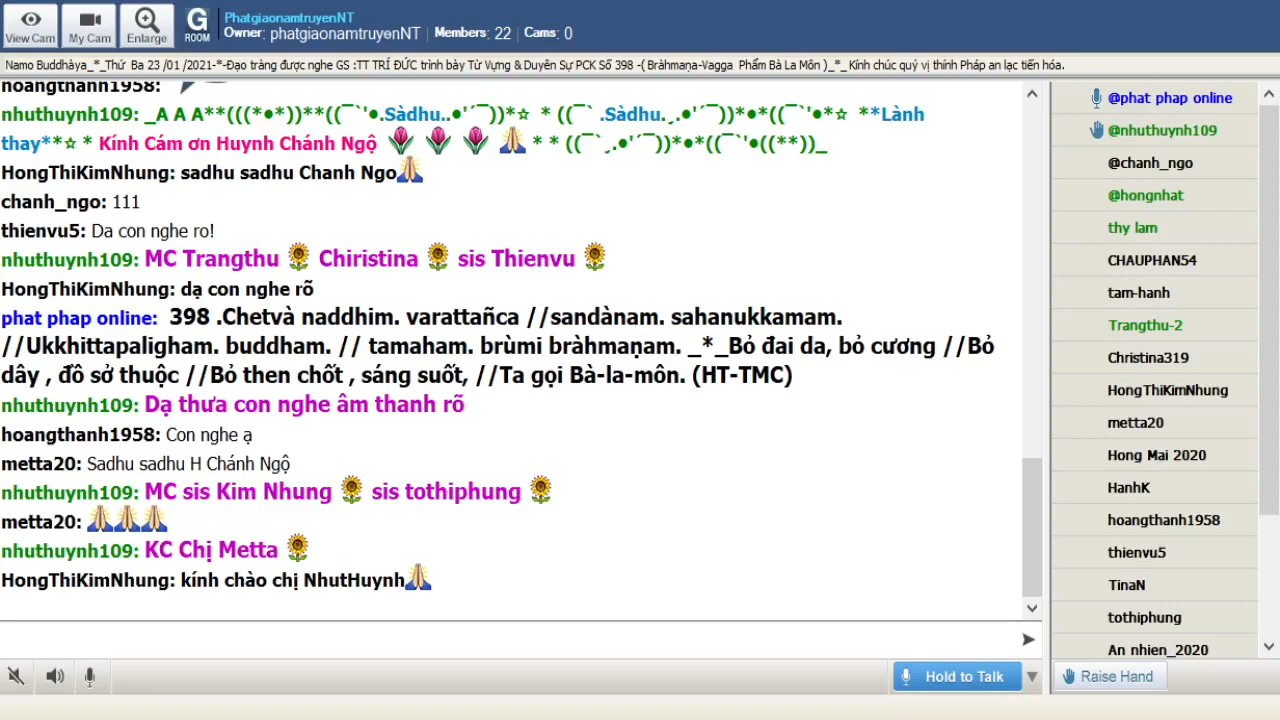 View Cam
My Cam
Enlarge
G
ROOM
PhatgiaonamtruyenNT
Owner: phatgiaonamtruyenNT | Members: 22 | Cams: 0
Namo Buddhàya_*_Thứ Ba 23 /01 /2021-*-Đạo tràng được nghe GS :TT TRÍ ĐỨC trình bày Từ Vựng & Duyên Sự PCK Số 398 -( Bràhmaṇa-Vagga Phẩm Bà La Môn )_*_ Kính chúc quý vị thính Pháp an lạc tiến hóa.
hoangthanh1958:
nhuthuynh109: _A A A**(((*•*))**((¯`'•.Sàdhu..•'´¯))*☆ * ((¯` .Sàdhu.¸.•'´¯))*•*((¯`'•*☆ **Lành
thay**☆ * Kính Cám ơn Huynh Chánh Ngộ 🌷 🌷 🌷 🙏 * * ((¯`¸.•'´¯))*•*((¯`'•((**))_
HongThiKimNhung: sadhu sadhu Chanh Ngo🙏
chanh_ngo: 111
thienvu5: Da con nghe ro!
nhuthuynh109: MC Trangthu 🌻 Chiristina 🌻 sis Thienvu 🌻
HongThiKimNhung: dạ con nghe rõ
phat phap online: 398 .Chetvà naddhim. varattañca //sandànam. sahanukkamam.
//Ukkhittapaligham. buddham. // tamaham. brùmi bràhmaṇam. _*_Bỏ đai da, bỏ cương //Bỏ
dây , đồ sở thuộc //Bỏ then chốt , sáng suốt, //Ta gọi Bà-la-môn. (HT-TMC)
nhuthuynh109: Dạ thưa con nghe âm thanh rõ
hoangthanh1958: Con nghe ạ
metta20: Sadhu sadhu H Chánh Ngộ
nhuthuynh109: MC sis Kim Nhung 🌻 sis tothiphung 🌻
metta20: 🙏🙏🙏
nhuthuynh109: KC Chị Metta 🌻
HongThiKimNhung: kính chào chị NhutHuynh🙏
Hold to Talk
@phat phap online
@nhuthuynh109
@chanh_ngo
@hongnhat
thy lam
CHAUPHAN54
tam-hanh
Trangthu-2
Christina319
HongThiKimNhung
metta20
Hong Mai 2020
HanhK
hoangthanh1958
thienvu5
TinaN
tothiphung
An nhien_2020
Raise Hand